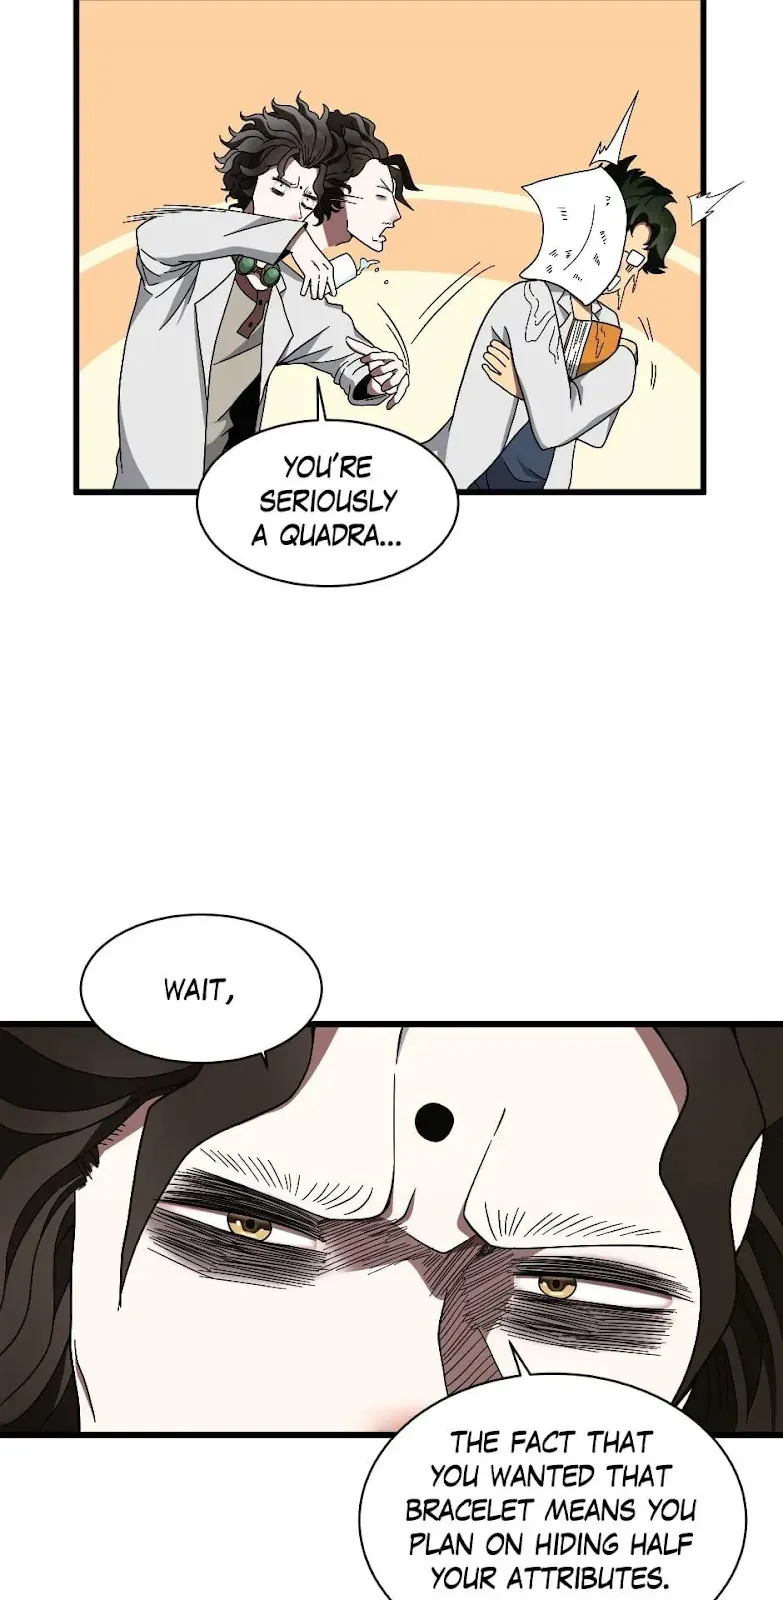 YOU'RE
SERIOUSLY
A QUADRA...
WAIT,
THE FACT THAT
YOU WANTED THAT
BRACELET MEANS YOU
PLAN ON HIDING HALF
YOUR ATTRIBUTES.